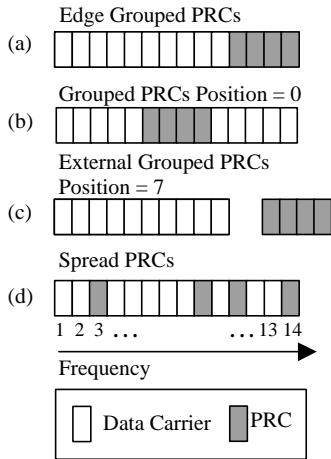 Edge Grouped PRCs
(a)
Grouped PRCs Position = 0
(b)
External Grouped PRCs
Position = 7
(c)
Spread PRCs
(d)
1 2 3 ... ... 13 14
Frequency
Data Carrier PRC